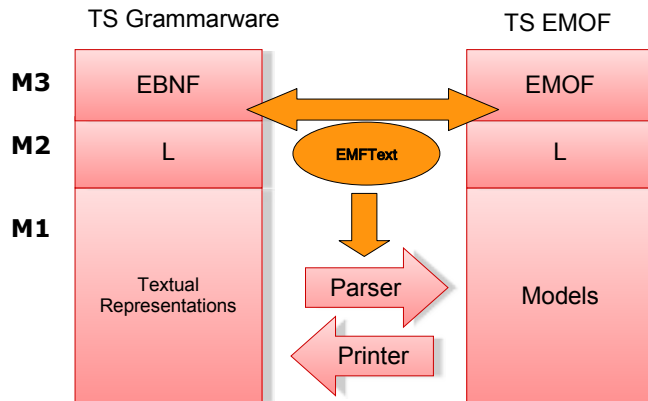 TS Grammarware
TS EMOF
M3
EBNF
EMOF
M2
L
EMFText
L
M1
Textual
Representations
Parser
Models
Printer